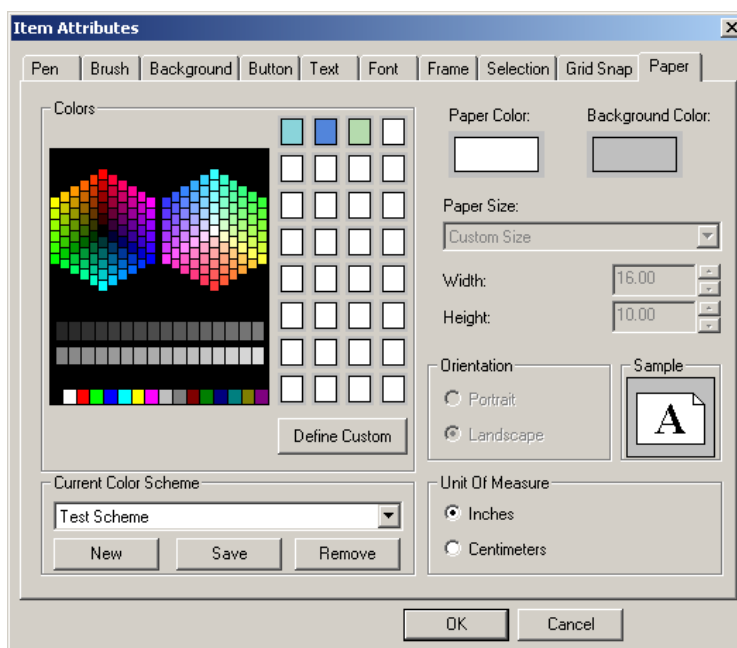 Item Attributes
Pen Brush Background Button Text Font Frame Selection Grid Snap Paper
Colors
Define Custom
Current Color Scheme
Test Scheme
New Save Remove
Paper Color: Background Color:
Paper Size:
Custom Size
Width: 16.00
Height: 10.00
Orientation
Portrait
Landscape
Sample
A
Unit Of Measure
Inches
Centimeters
OK Cancel